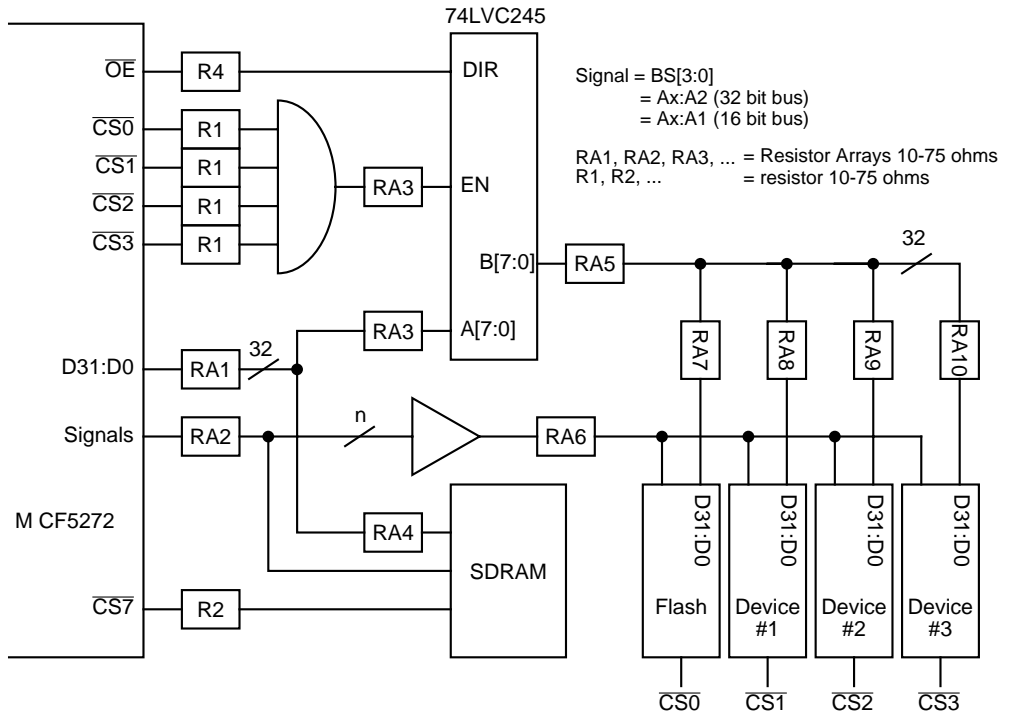 74LVC245
OE
R4
DIR
Signal = BS[3:0]
= Ax:A2 (32 bit bus)
= Ax:A1 (16 bit bus)
CS0
R1
CS1
R1
RA1, RA2, RA3, ... = Resistor Arrays 10-75 ohms
R1, R2, ... = resistor 10-75 ohms
RA3
EN
CS2
R1
CS3
R1
B[7:0]
RA5
32
RA3
A[7:0]
RA7
RA8
RA9
RA10
D31:D0
RA1
32
Signals
RA2
n
RA6
M CF5272
RA4
SDRAM
D31:D0
D31:D0
D31:D0
D31:D0
CS7
R2
Flash
Device
#1
Device
#2
Device
#3
CS0
CS1
CS2
CS3